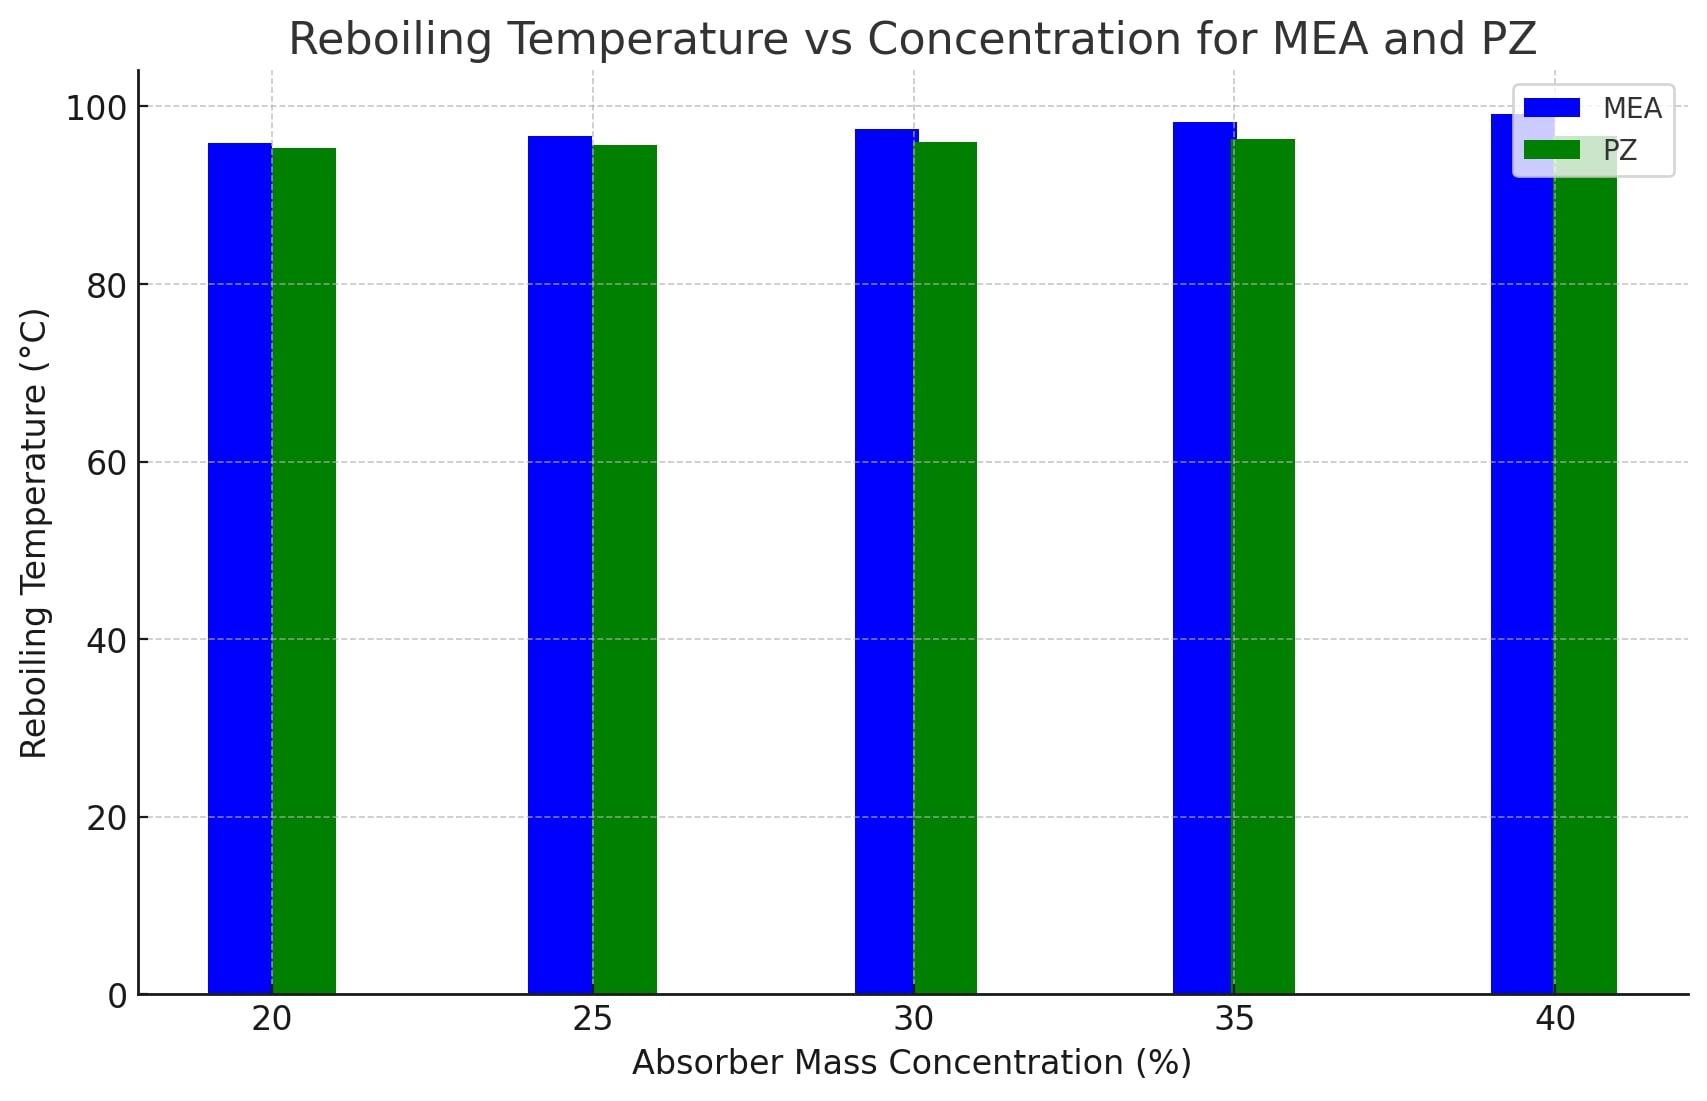 Reboiling Temperature vs Concentration for MEA and PZ
MEA
PZ
100
80
60
40
20
0
Reboiling Temperature (°C)
20 25 30 35 40
Absorber Mass Concentration (%)